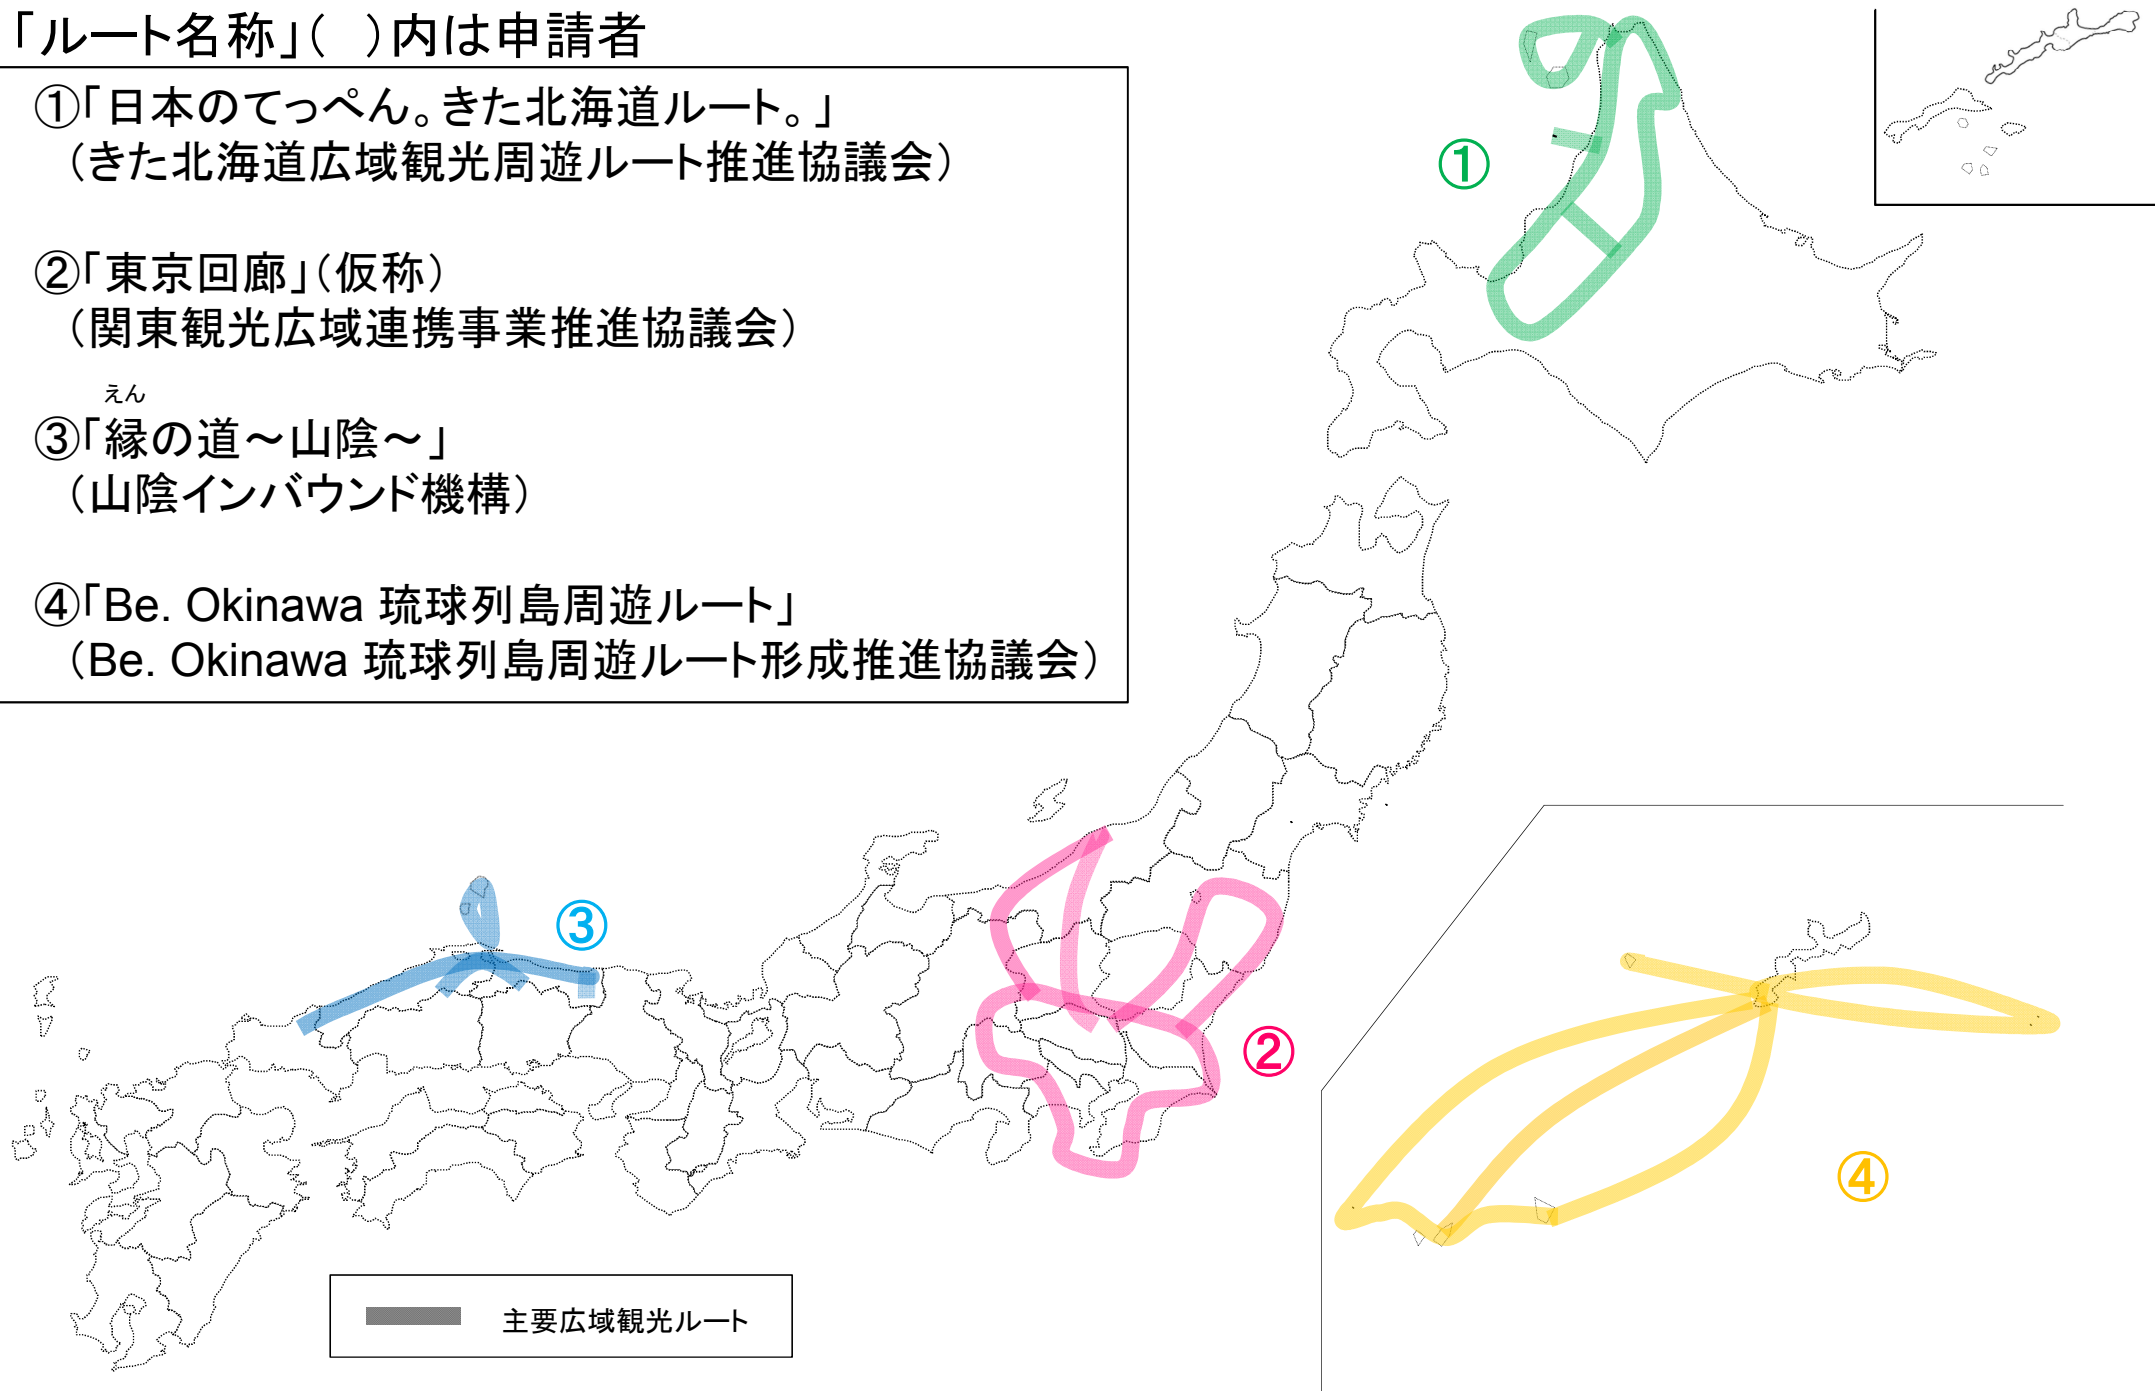 「ルート名称」(　)内は申請者
①「日本のてっぺん。きた北海道ルート。」
（きた北海道広域観光周遊ルート推進協議会）
②「東京回廊」（仮称）
（関東観光広域連携事業推進協議会）
えん
③「縁の道～山陰～」
（山陰インバウンド機構）
④「Be. Okinawa 琉球列島周遊ルート」
（Be. Okinawa 琉球列島周遊ルート形成推進協議会）
①
③
②
④
主要広域観光ルート